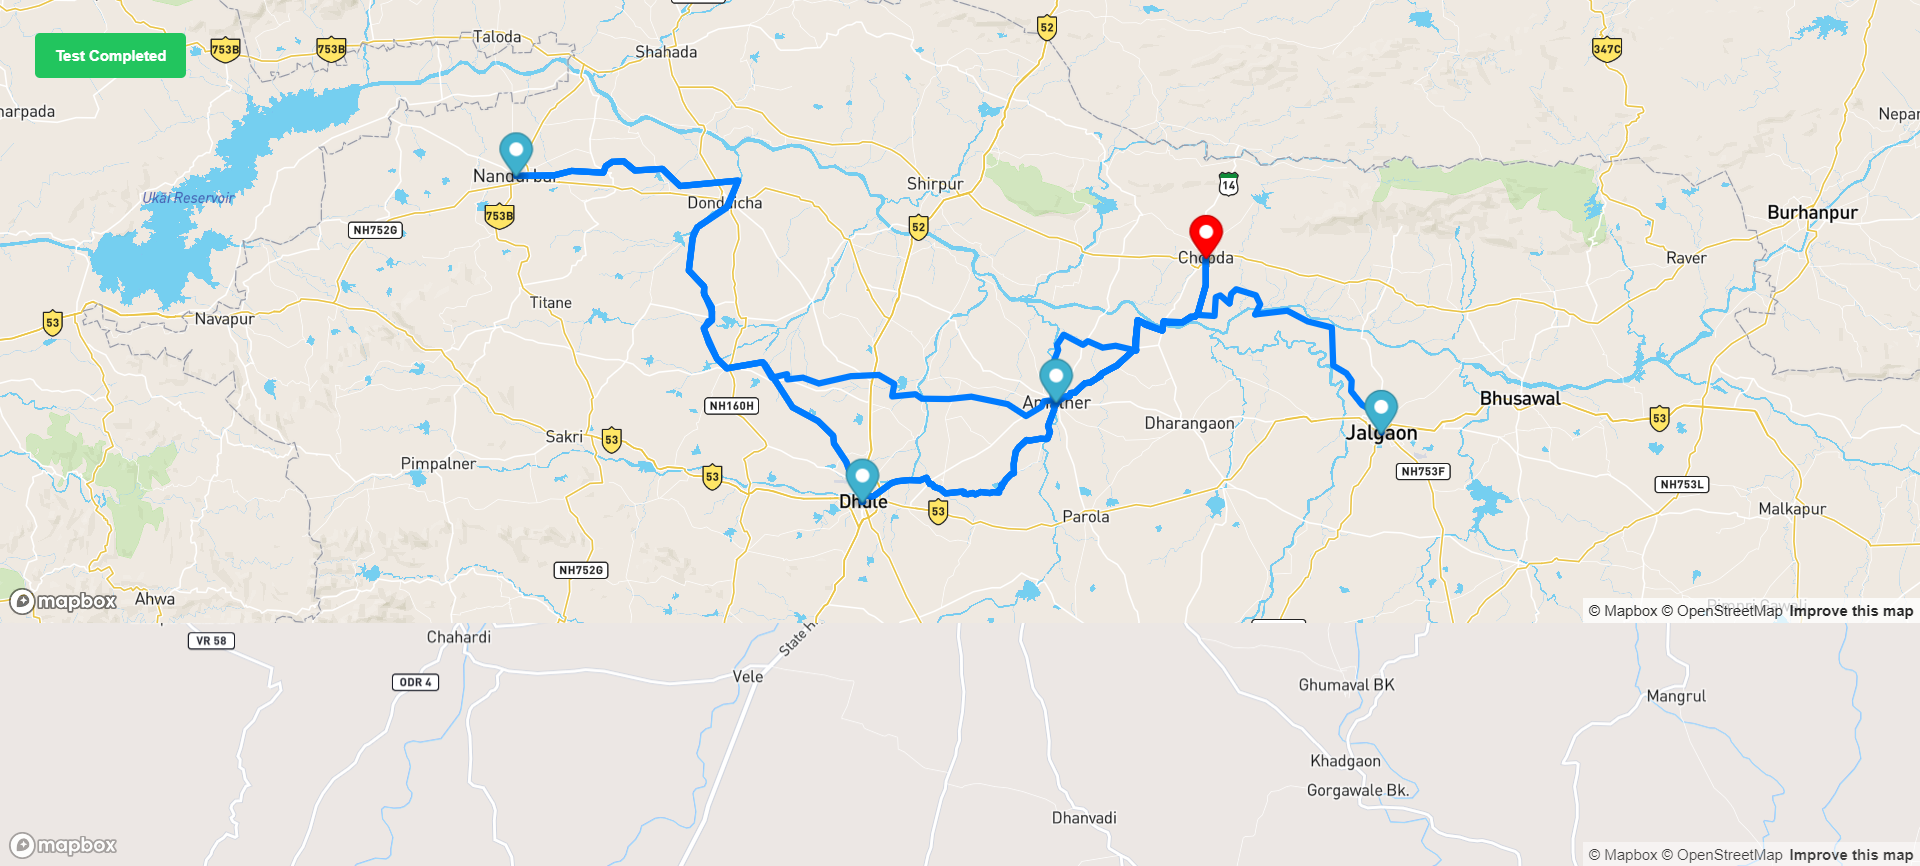 Test Completed
753B
753B
Taloda
Shahada
52
347C
Nepan
harpada
Nandurbar
Ukai Reservoir
753B
NH752G
Dondaicha
Shirpur
52
14
Burhanpur
Chopda
Raver
Titane
53
Navapur
NH160H
Amalner
Dharangaon
Bhusawal
53
Sakri
53
Jalgaon
Pimpalner
53
NH753F
NH753L
Dhule
53
Parola
Malkapur
NH752G
Ahwa
mapbox
© Mapbox © OpenStreetMap Improve this map
VR 58
Chahardi
State H
ODR 4
Vele
Ghumaval BK
Mangrul
Khadgaon
Gorgawale Bk.
Dhanvadi
mapbox
© Mapbox © OpenStreetMap Improve this map